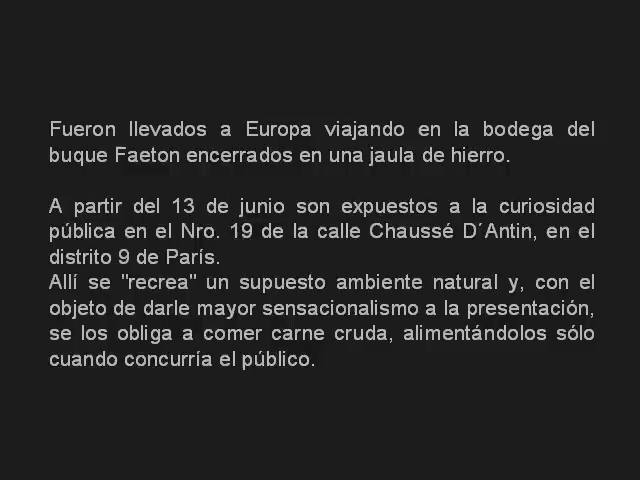 Fueron llevados a Europa viajando en la bodega del
buque Faeton encerrados en una jaula de hierro.
A partir del 13 de junio son expuestos a la curiosidad
pública en el Nro. 19 de la calle Chaussé D´Antin, en el
distrito 9 de París.
Allí se "recrea" un supuesto ambiente natural y, con el
objeto de darle mayor sensacionalismo a la presentación,
se los obliga a comer carne cruda, alimentándolos sólo
cuando concurría el público.